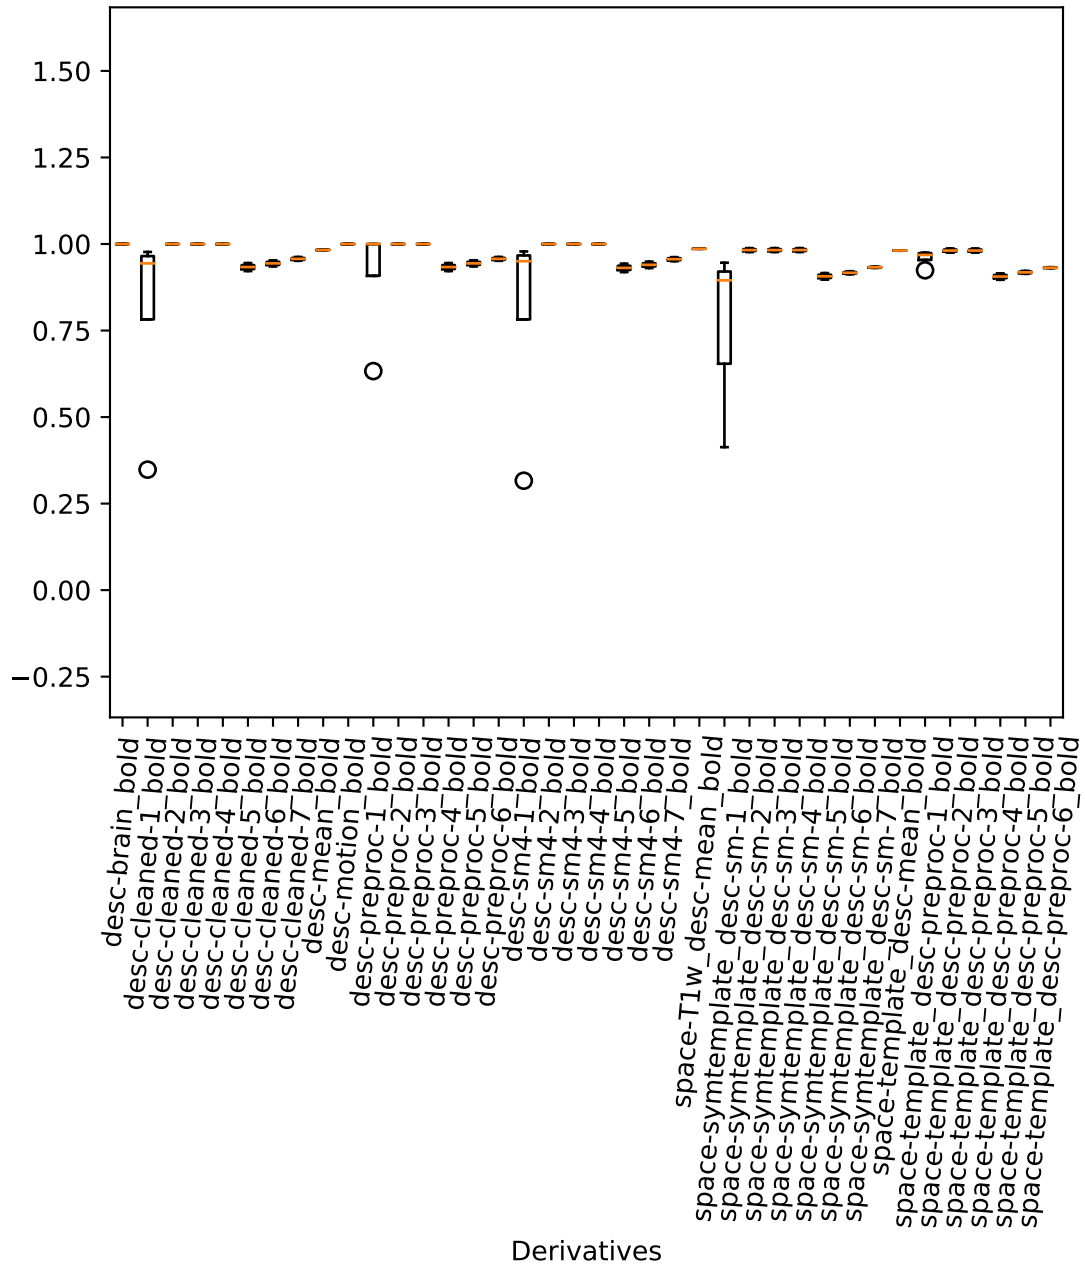 1.50
1.25
1.00
0.75
0.50
0.25
0.00
−0.25
desc-brain_bold
desc-cleaned-1_bold
desc-cleaned-2_bold
desc-cleaned-3_bold
desc-cleaned-4_bold
desc-cleaned-5_bold
desc-cleaned-6_bold
desc-cleaned-7_bold
desc-mean_bold
desc-motion_bold
desc-preproc-1_bold
desc-preproc-2_bold
desc-preproc-3_bold
desc-preproc-4_bold
desc-preproc-5_bold
desc-preproc-6_bold
desc-sm4-1_bold
desc-sm4-2_bold
desc-sm4-3_bold
desc-sm4-4_bold
desc-sm4-5_bold
desc-sm4-6_bold
desc-sm4-7_bold
space-T1w_desc-mean_bold
space-symtemplate_desc-sm-1_bold
space-symtemplate_desc-sm-2_bold
space-symtemplate_desc-sm-3_bold
space-symtemplate_desc-sm-4_bold
space-symtemplate_desc-sm-5_bold
space-symtemplate_desc-sm-6_bold
space-symtemplate_desc-sm-7_bold
space-template_desc-mean_bold
space-template_desc-preproc-1_bold
space-template_desc-preproc-2_bold
space-template_desc-preproc-3_bold
space-template_desc-preproc-4_bold
space-template_desc-preproc-5_bold
space-template_desc-preproc-6_bold
Derivatives